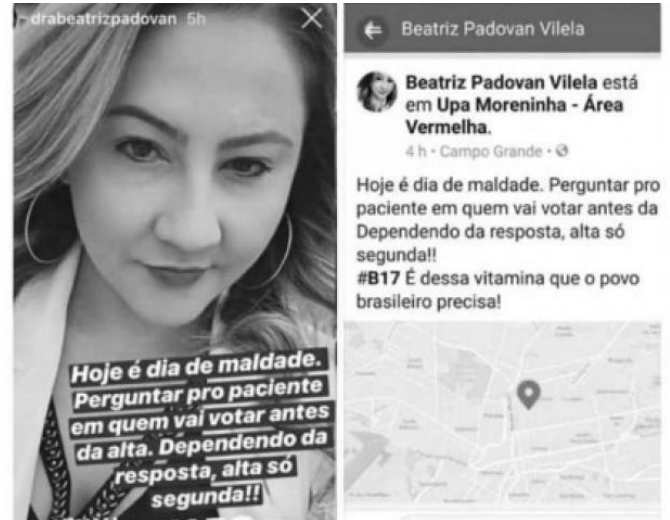 drabeatrizpadovan 5h
Hoje é dia de maldade.
Perguntar pro paciente
em quem vai votar antes
da alta. Dependendo da
resposta, alta só
segunda!!
Beatriz Padovan Vilela
Beatriz Padovan Vilela está
em Upa Moreninha - Área
Vermelha.
4 h • Campo Grande •
Hoje é dia de maldade. Perguntar pro
paciente em quem vai votar antes da
Dependendo da resposta, alta só
segunda!!
#B17 É dessa vitamina que o povo
brasileiro precisa!